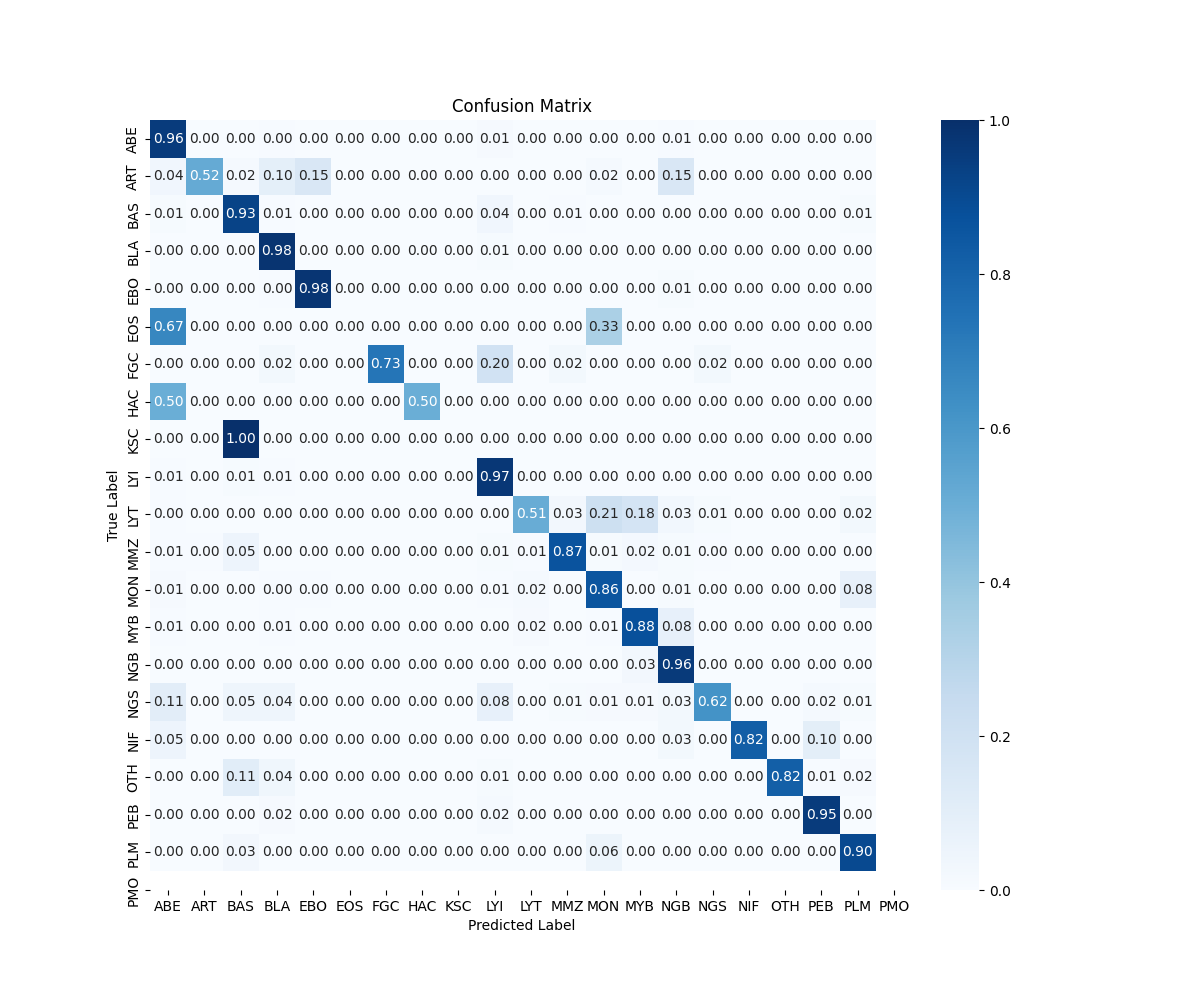 Confusion Matrix
ABE 0.96 0.00 0.00 0.00 0.00 0.00 0.00 0.00 0.00 0.01 0.00 0.00 0.00 0.00 0.01 0.00 0.00 0.00 0.00 0.00
ART 0.04 0.52 0.02 0.10 0.15 0.00 0.00 0.00 0.00 0.00 0.00 0.00 0.02 0.00 0.15 0.00 0.00 0.00 0.00 0.00
BAS 0.01 0.00 0.93 0.01 0.00 0.00 0.00 0.00 0.00 0.04 0.00 0.01 0.00 0.00 0.00 0.00 0.00 0.00 0.00 0.01
BLA 0.00 0.00 0.00 0.98 0.00 0.00 0.00 0.00 0.00 0.01 0.00 0.00 0.00 0.00 0.00 0.00 0.00 0.00 0.00 0.00
EBO 0.00 0.00 0.00 0.00 0.98 0.00 0.00 0.00 0.00 0.00 0.00 0.00 0.00 0.00 0.01 0.00 0.00 0.00 0.00 0.00
EOS 0.67 0.00 0.00 0.00 0.00 0.00 0.00 0.00 0.00 0.00 0.00 0.00 0.33 0.00 0.00 0.00 0.00 0.00 0.00 0.00
FGC 0.00 0.00 0.00 0.02 0.00 0.00 0.73 0.00 0.00 0.20 0.00 0.02 0.00 0.00 0.00 0.02 0.00 0.00 0.00 0.00
HAC 0.50 0.00 0.00 0.00 0.00 0.00 0.00 0.50 0.00 0.00 0.00 0.00 0.00 0.00 0.00 0.00 0.00 0.00 0.00 0.00
KSC 0.00 0.00 1.00 0.00 0.00 0.00 0.00 0.00 0.00 0.00 0.00 0.00 0.00 0.00 0.00 0.00 0.00 0.00 0.00 0.00
LYI 0.01 0.00 0.01 0.01 0.00 0.00 0.00 0.00 0.00 0.97 0.00 0.00 0.00 0.00 0.00 0.00 0.00 0.00 0.00 0.00
LYT 0.00 0.00 0.00 0.00 0.00 0.00 0.00 0.00 0.00 0.00 0.51 0.03 0.21 0.18 0.03 0.01 0.00 0.00 0.00 0.02
MMZ 0.01 0.00 0.05 0.00 0.00 0.00 0.00 0.00 0.00 0.01 0.01 0.87 0.01 0.02 0.01 0.00 0.00 0.00 0.00 0.00
MON 0.01 0.00 0.00 0.00 0.00 0.00 0.00 0.00 0.00 0.01 0.02 0.00 0.86 0.00 0.01 0.00 0.00 0.00 0.00 0.08
MYB 0.01 0.00 0.00 0.01 0.00 0.00 0.00 0.00 0.00 0.00 0.02 0.00 0.01 0.88 0.08 0.00 0.00 0.00 0.00 0.00
NGB 0.00 0.00 0.00 0.00 0.00 0.00 0.00 0.00 0.00 0.00 0.00 0.00 0.00 0.03 0.96 0.00 0.00 0.00 0.00 0.00
NGS 0.11 0.00 0.05 0.04 0.00 0.00 0.00 0.00 0.00 0.08 0.00 0.01 0.01 0.01 0.03 0.62 0.00 0.00 0.02 0.01
NIF 0.05 0.00 0.00 0.00 0.00 0.00 0.00 0.00 0.00 0.00 0.00 0.00 0.00 0.00 0.03 0.00 0.82 0.00 0.10 0.00
OTH 0.00 0.00 0.11 0.04 0.00 0.00 0.00 0.00 0.00 0.01 0.00 0.00 0.00 0.00 0.00 0.00 0.00 0.82 0.01 0.02
PEB 0.00 0.00 0.00 0.02 0.00 0.00 0.00 0.00 0.00 0.02 0.00 0.00 0.00 0.00 0.00 0.00 0.00 0.00 0.95 0.00
PLM 0.00 0.00 0.03 0.00 0.00 0.00 0.00 0.00 0.00 0.00 0.00 0.00 0.06 0.00 0.00 0.00 0.00 0.00 0.00 0.90
PMO
ABE ART BAS BLA EBO EOS FGC HAC KSC LYI LYT MMZ MON MYB NGB NGS NIF OTH PEB PLM PMO
Predicted Label
True Label
1.0
0.8
0.6
0.4
0.2
0.0